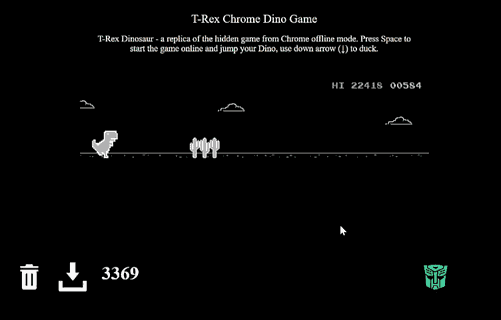 T-Rex Chrome Dino Game
T-Rex Dinosaur - a replica of the hidden game from Chrome offline mode. Press Space to
start the game online and jump your Dino, use down arrow (↓) to duck.
HI 22418 00584
3369